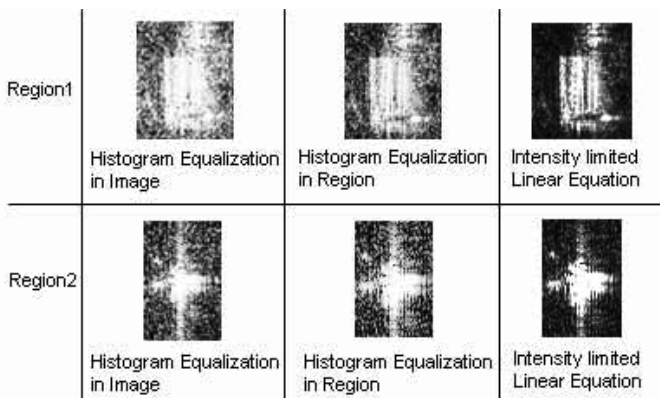 Region1
Histogram Equalization
in Image
Histogram Equalization
in Region
Intensity limited
Linear Equation
Region2
Histogram Equalization
in Image
Histogram Equalization
in Region
Intensity limited
Linear Equation